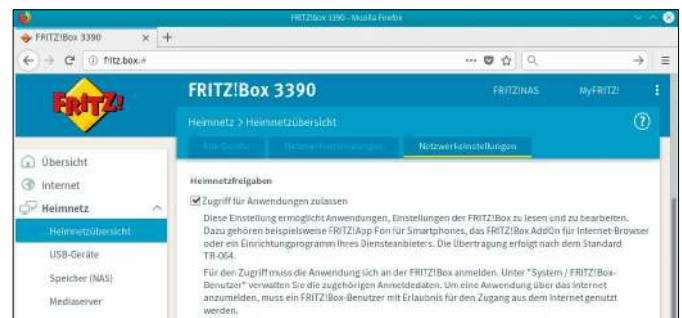 FRITZ!Box 3390 - Mozilla Firefox
FRITZ!Box 3390
fritz.box/#
FRITZ!
FRITZ!Box 3390
FRITZ!NAS
MyFRITZ!
Heimnetz > Heimnetzübersicht
Netzwerkeinstellungen
Übersicht
Internet
Heimnetz
Heimnetzübersicht
USB-Geräte
Speicher (NAS)
Mediaserver
Heimnetzfreigaben
Zugriff für Anwendungen zulassen
Diese Einstellung ermöglicht Anwendungen, Einstellungen der FRITZ!Box zu lesen und zu bearbeiten.
Dazu gehören beispielsweise FRITZ!App Fon für Smartphones, das FRITZ!Box AddOn für Internet-Browser
oder ein Einrichtungsprogramm Ihres Diensteanbieters. Die Übertragung erfolgt nach dem Standard
TR-064.
Für den Zugriff muss die Anwendung sich an der FRITZ!Box anmelden. Unter "System / FRITZ!Box-
Benutzer" verwalten Sie die zugehörigen Anmeldedaten. Um eine Anwendung über das Internet
anzumelden, muss ein FRITZ!Box-Benutzer mit Erlaubnis für den Zugang aus dem Internet genutzt
werden.